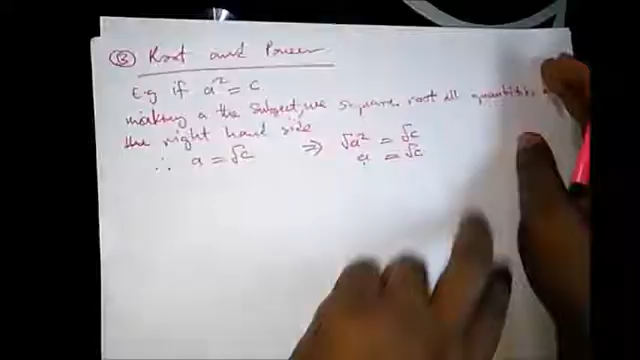 ③ Root and Power
E.g if a² = c
making a the subject, we square root all quantities
the right hand side
∴ a = √c ⇒ √a² = √c
a = √c